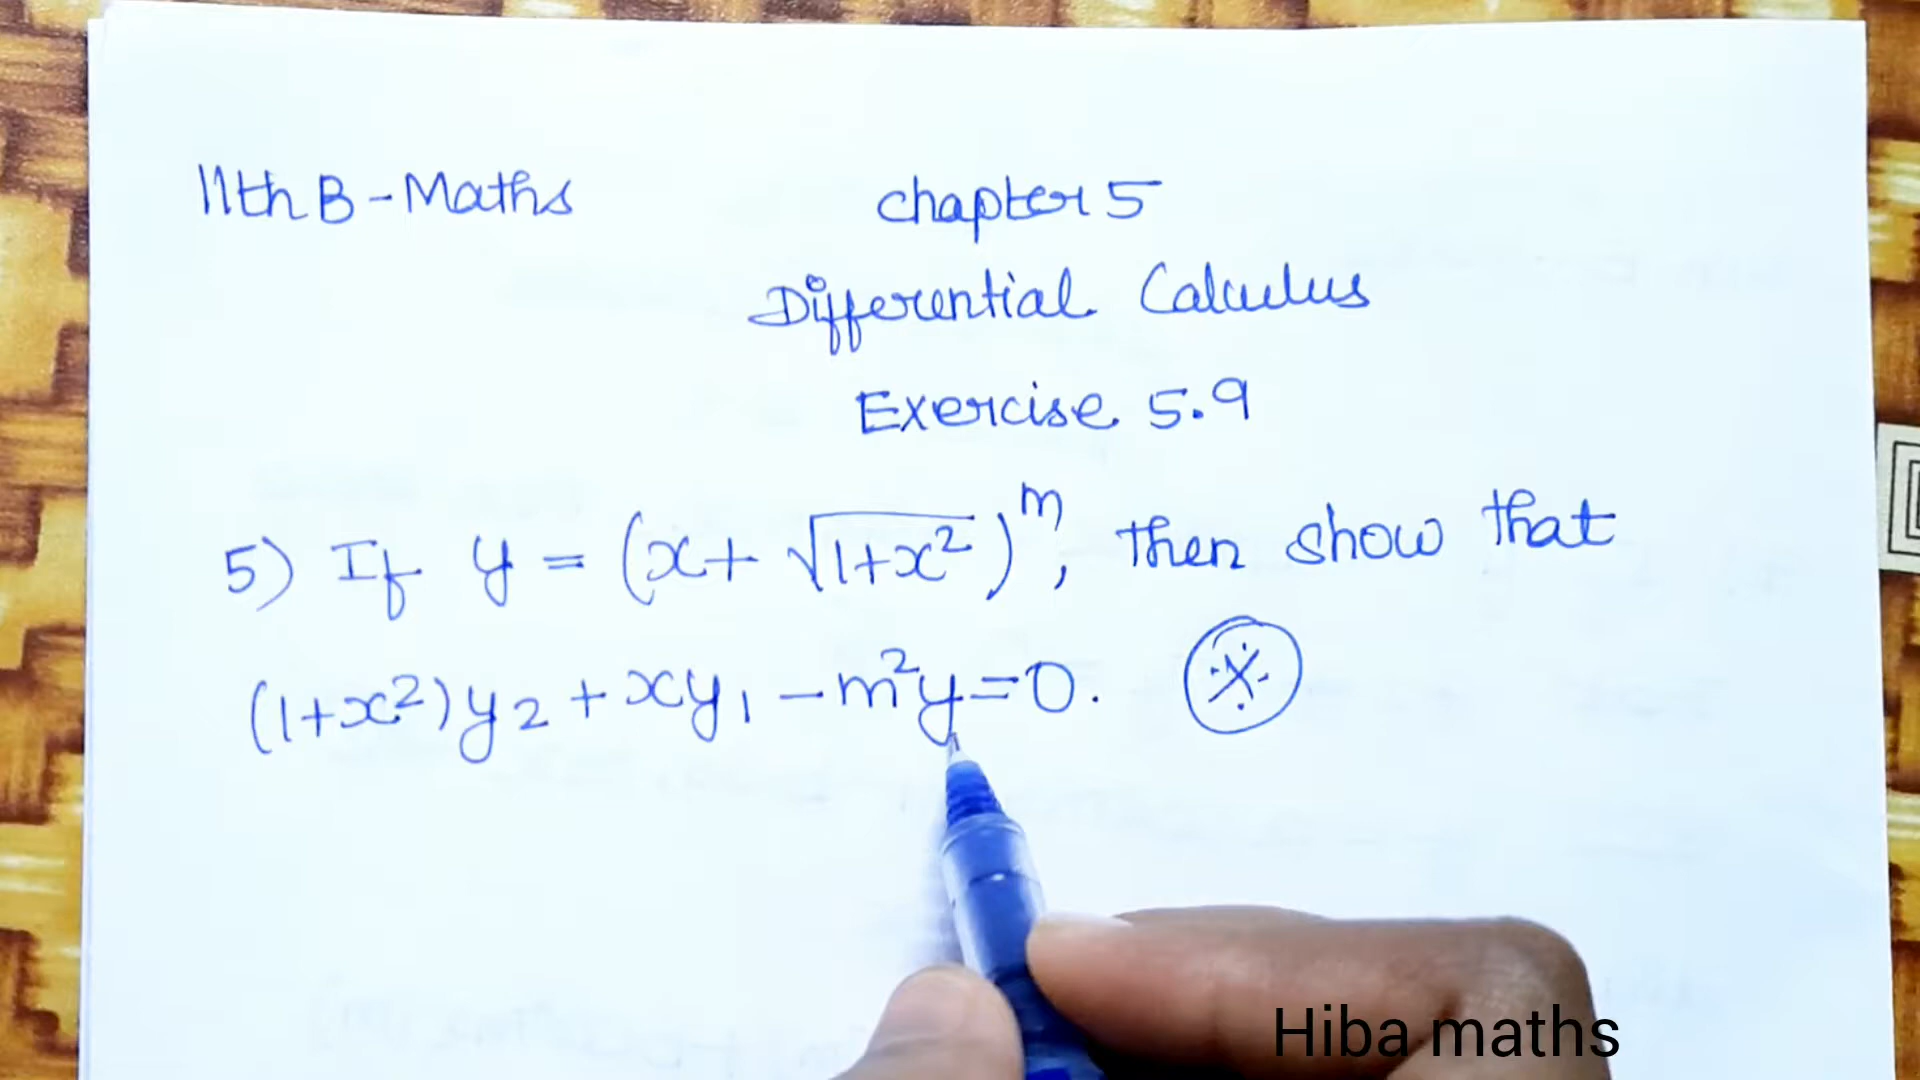 11th B - Maths
chapter 5
Differential Calculus
Exercise 5.9
5) If y = (x + √1+x²)ᵐ, then show that
(1+x²)y₂ + xy₁ - m²y = 0.
Hiba maths